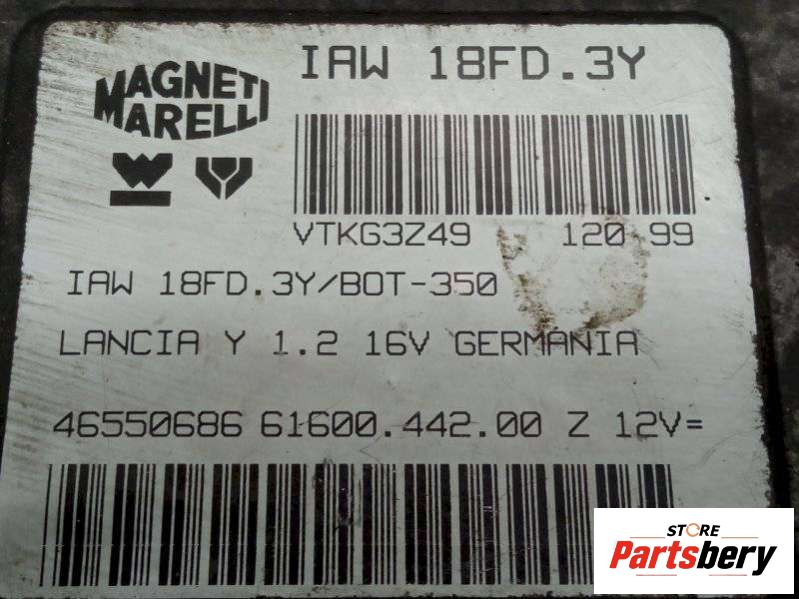 MAGNETI MARELLI
IAW 18FD.3Y
VTKG3Z49 120 99
IAW 18FD.3Y/BOT-350
LANCIA Y 1.2 16V GERMANIA
46550686 61600.442.00 Z 12V=
STORE
Partsbery